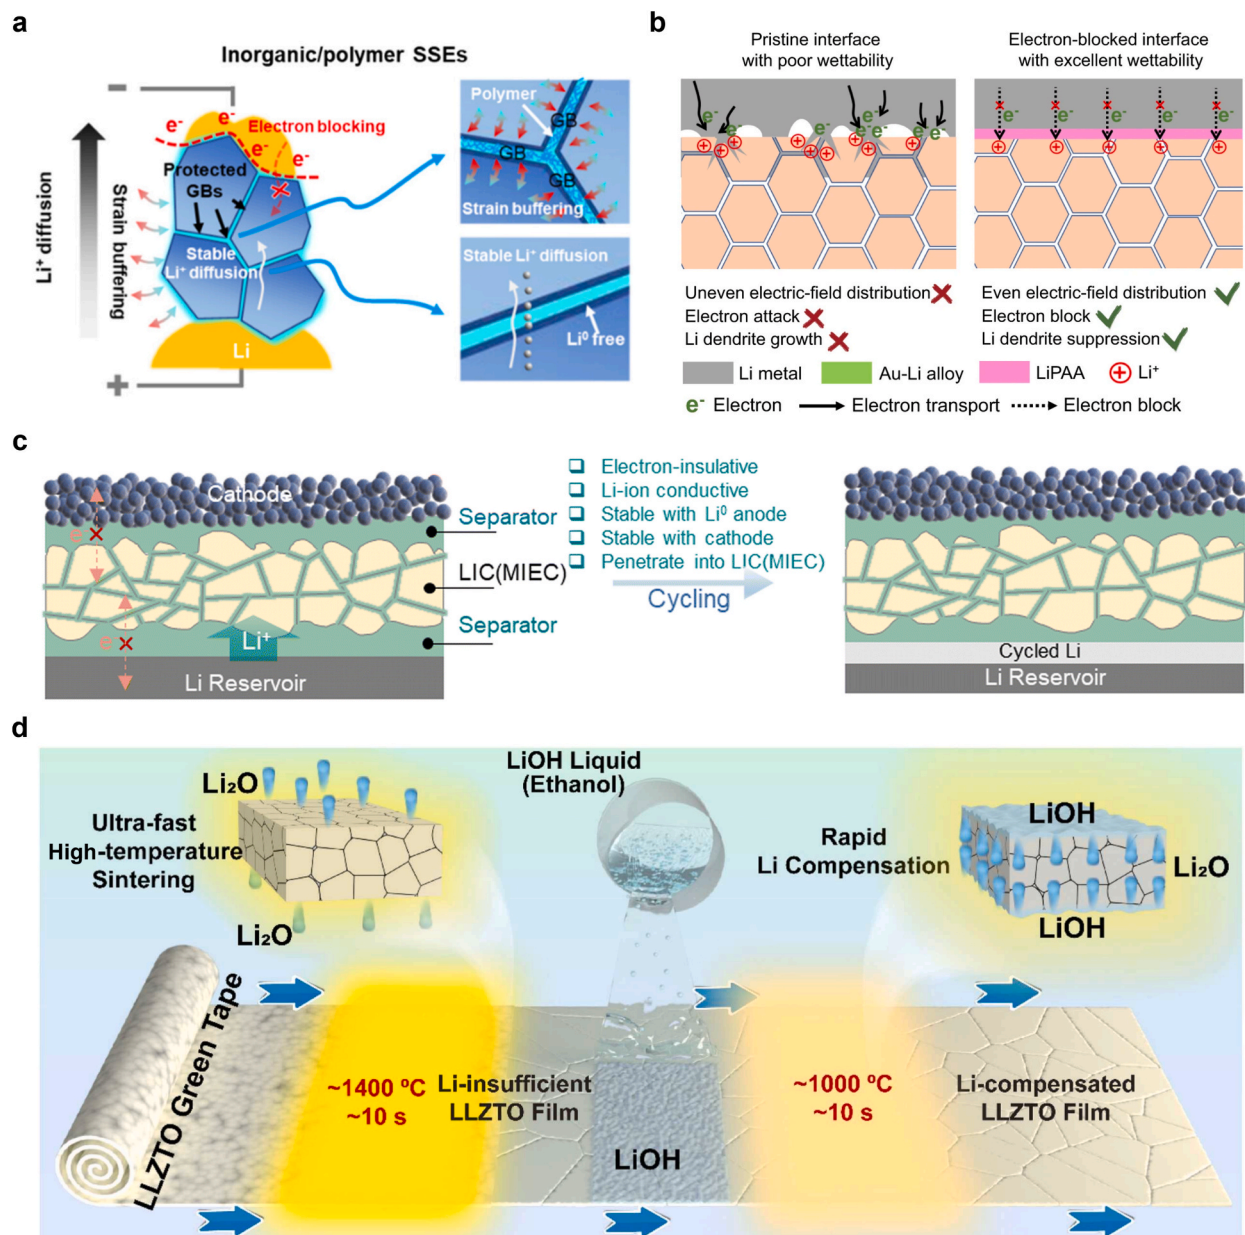 a
Inorganic/polymer SSEs
e⁻
e⁻
Electron blocking
e⁻
e⁻
Protected
GBs
Stable
Li⁺ diffusion
Li⁺ diffusion
Strain buffering
Li
Polymer
GB
GB
GB
Strain buffering
Stable Li⁺ diffusion
Li⁰ free
b
Pristine interface
with poor wettability
Electron-blocked interface
with excellent wettability
e⁻
e⁻
e⁻
e⁻
e⁻
e⁻
e⁻
e⁻
e⁻
e⁻
e⁻
e⁻
e⁻
Uneven electric-field distribution
Electron attack
Li dendrite growth
Even electric-field distribution
Electron block
Li dendrite suppression
Li metal
Au-Li alloy
LiPAA
Li⁺
e⁻ Electron
Electron transport
Electron block
c
Cathode
e
Separator
LIC(MIEC)
Separator
e
Li⁺
Li Reservoir
Electron-insulative
Li-ion conductive
Stable with Li⁰ anode
Stable with cathode
Penetrate into LIC(MIEC)
Cycling
Cycled Li
Li Reservoir
d
Li₂O
Ultra-fast
High-temperature
Sintering
Li₂O
LiOH Liquid
(Ethanol)
Rapid
Li Compensation
LiOH
Li₂O
LiOH
LLZTO Green Tape
~1400 ºC
~10 s
Li-insufficient
LLZTO Film
LiOH
~1000 ºC
~10 s
Li-compensated
LLZTO Film